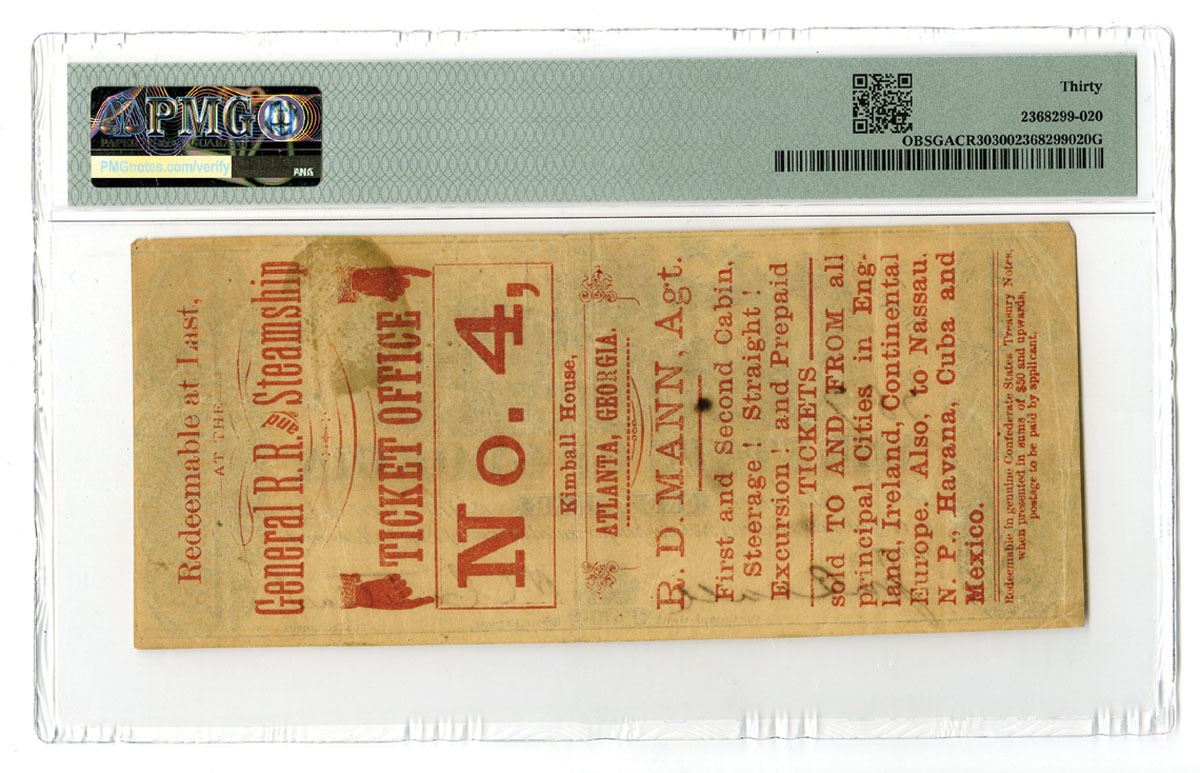 PMG
PAPER MONEY GUARANTY
PMGnotes.com/verify
ANA
Thirty
2368299-020
OBSGACR303002368299020G
Redeemable at Last,
AT THE
General R. R. and Steamship
TICKET OFFICE
No. 4,
Kimball House,
ATLANTA, GEORGIA.
R. D. MANN, Agt.
First and Second Cabin,
Steerage! Straight!
Excursion! and Prepaid
TICKETS
sold TO AND FROM all
principal Cities in Eng-
land, Ireland, Continental
Europe. Also, to Nassau,
N. P., Havana, Cuba and
Mexico.
Redeemable in genuine Confederate States Treasury Notes,
when presented in sums of $50 and upwards,
postage to be paid by applicant.